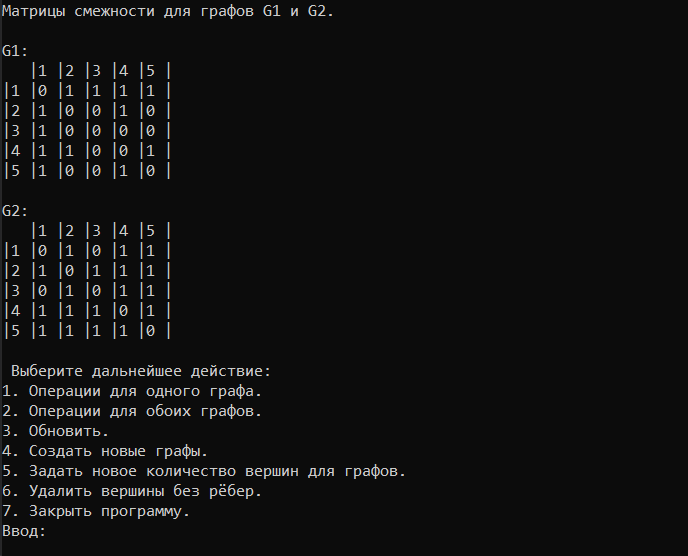 Матрицы смежности для графов G1 и G2.

G1:
   |1 |2 |3 |4 |5 |
|1 |0 |1 |1 |1 |1 |
|2 |1 |0 |0 |1 |0 |
|3 |1 |0 |0 |0 |0 |
|4 |1 |1 |0 |0 |1 |
|5 |1 |0 |0 |1 |0 |

G2:
   |1 |2 |3 |4 |5 |
|1 |0 |1 |0 |1 |1 |
|2 |1 |0 |1 |1 |1 |
|3 |0 |1 |0 |1 |1 |
|4 |1 |1 |1 |0 |1 |
|5 |1 |1 |1 |1 |0 |

 Выберите дальнейшее действие:
1. Операции для одного графа.
2. Операции для обоих графов.
3. Обновить.
4. Создать новые графы.
5. Задать новое количество вершин для графов.
6. Удалить вершины без рёбер.
7. Закрыть программу.
Ввод: